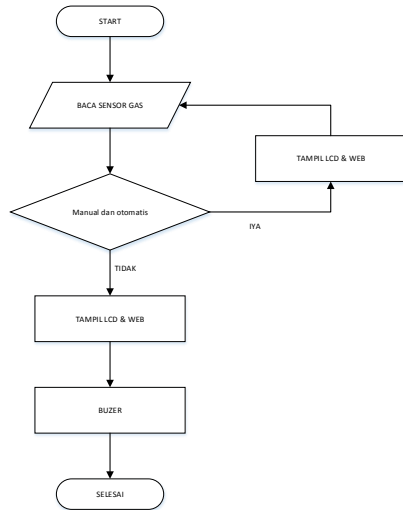 START
BACA SENSOR GAS
TAMPIL LCD & WEB
Manual dan otomatis
IYA
TIDAK
TAMPIL LCD & WEB
BUZER
SELESAI